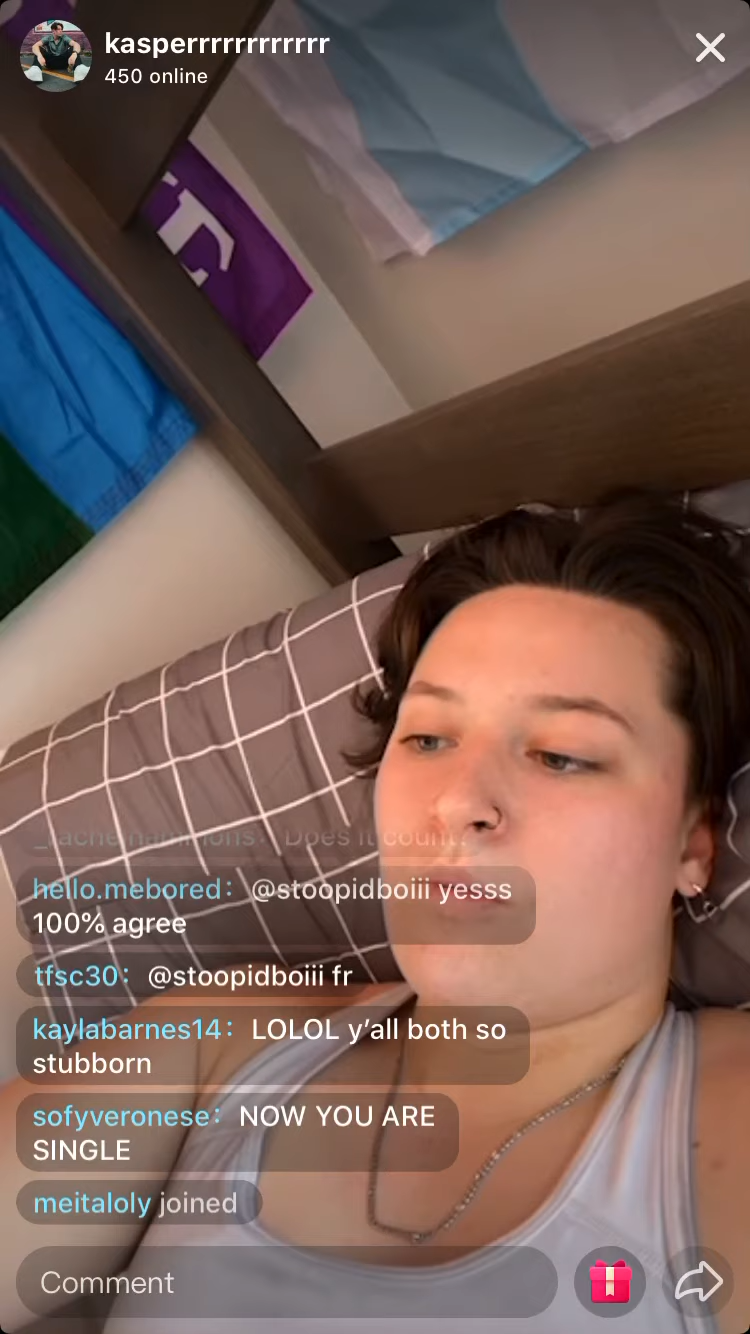 kasperrrrrrrrrrrr
450 online
hello.mebored: @stoopidboiii yesss
100% agree
tfsc30: @stoopidboiii fr
kaylabarnes14: LOLOL y’all both so
stubborn
sofyveronese: NOW YOU ARE
SINGLE
meitaloly joined
Comment